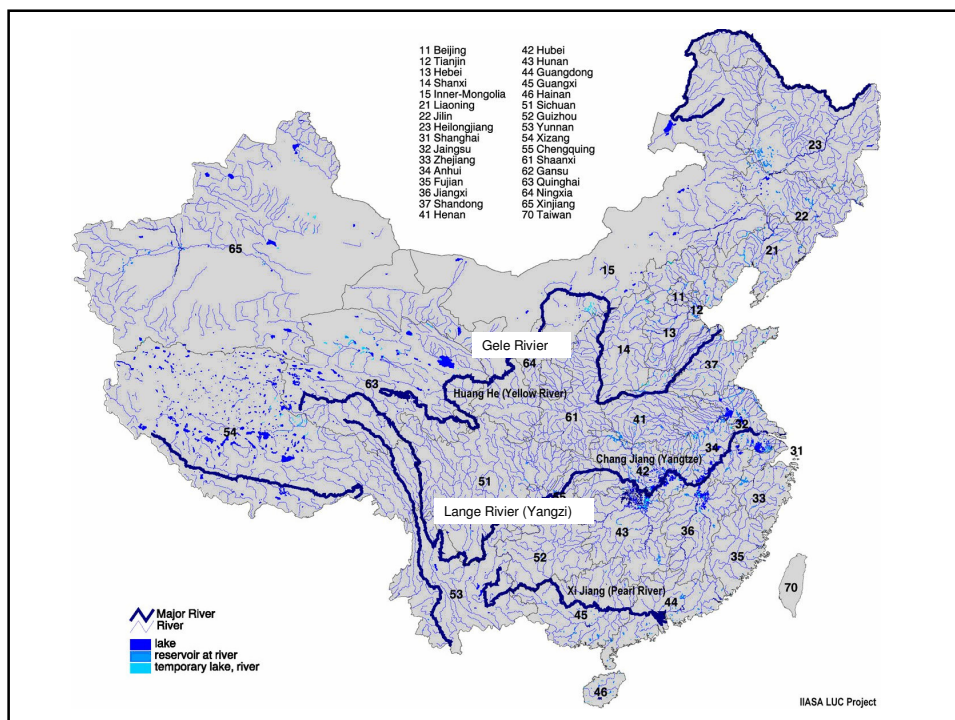 11 Beijing
12 Tianjin
13 Hebei
14 Shanxi
15 Inner-Mongolia
21 Liaoning
22 Jilin
23 Heilongjiang
31 Shanghai
32 Jaingsu
33 Zhejiang
34 Anhui
35 Fujian
36 Jiangxi
37 Shandong
41 Henan
42 Hubei
43 Hunan
44 Guangdong
45 Guangxi
46 Hainan
51 Sichuan
52 Guizhou
53 Yunnan
54 Xizang
55 Chengquing
61 Shaanxi
62 Gansu
63 Quinghai
64 Ningxia
65 Xinjiang
70 Taiwan
23
22
21
65
15
11
12
13
14
37
Gele Rivier
64
63
Huang He (Yellow River)
61
41
32
54
34
31
Chang Jiang (Yangtze)
42
51
33
Lange Rivier (Yangzi)
43
36
52
35
53
Xi Jiang (Pearl River)
70
44
45
46
Major River
River
lake
reservoir at river
temporary lake, river
IIASA LUC Project